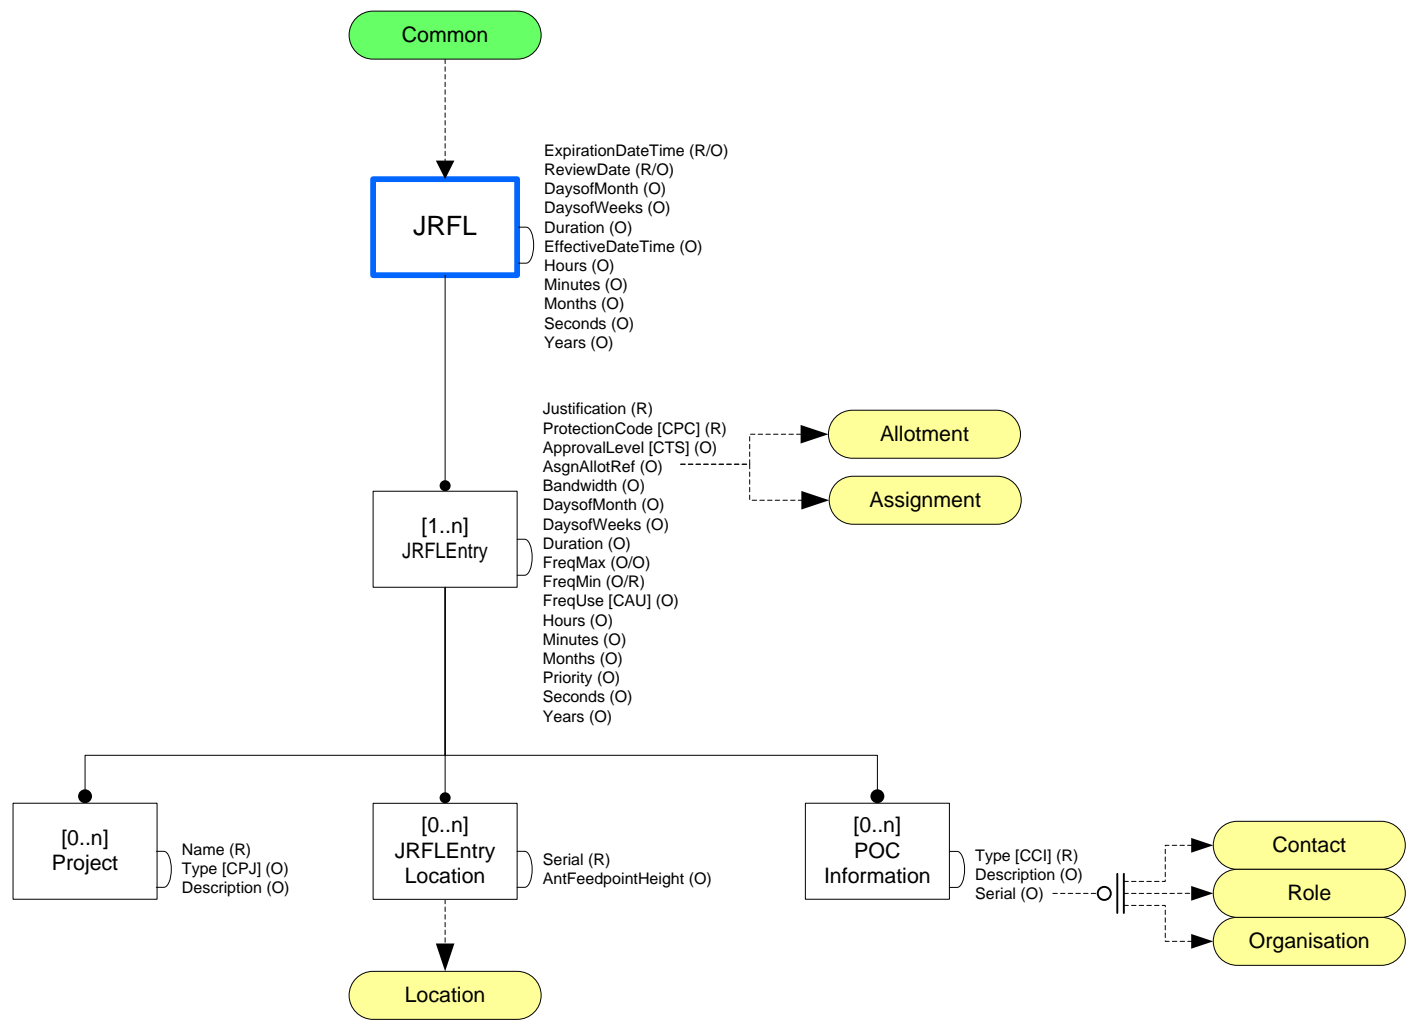 Common
JRFL
ExpirationDateTime (R/O)
ReviewDate (R/O)
DaysofMonth (O)
DaysofWeeks (O)
Duration (O)
EffectiveDateTime (O)
Hours (O)
Minutes (O)
Months (O)
Seconds (O)
Years (O)
[1..n]
JRFLEntry
Justification (R)
ProtectionCode [CPC] (R)
ApprovalLevel [CTS] (O)
AsgnAllotRef (O)
Bandwidth (O)
DaysofMonth (O)
DaysofWeeks (O)
Duration (O)
FreqMax (O/O)
FreqMin (O/R)
FreqUse [CAU] (O)
Hours (O)
Minutes (O)
Months (O)
Priority (O)
Seconds (O)
Years (O)
Allotment
Assignment
[0..n]
Project
Name (R)
Type [CPJ] (O)
Description (O)
[0..n]
JRFLEntry
Location
Serial (R)
AntFeedpointHeight (O)
[0..n]
POC
Information
Type [CCI] (R)
Description (O)
Serial (O)
Contact
Role
Organisation
Location